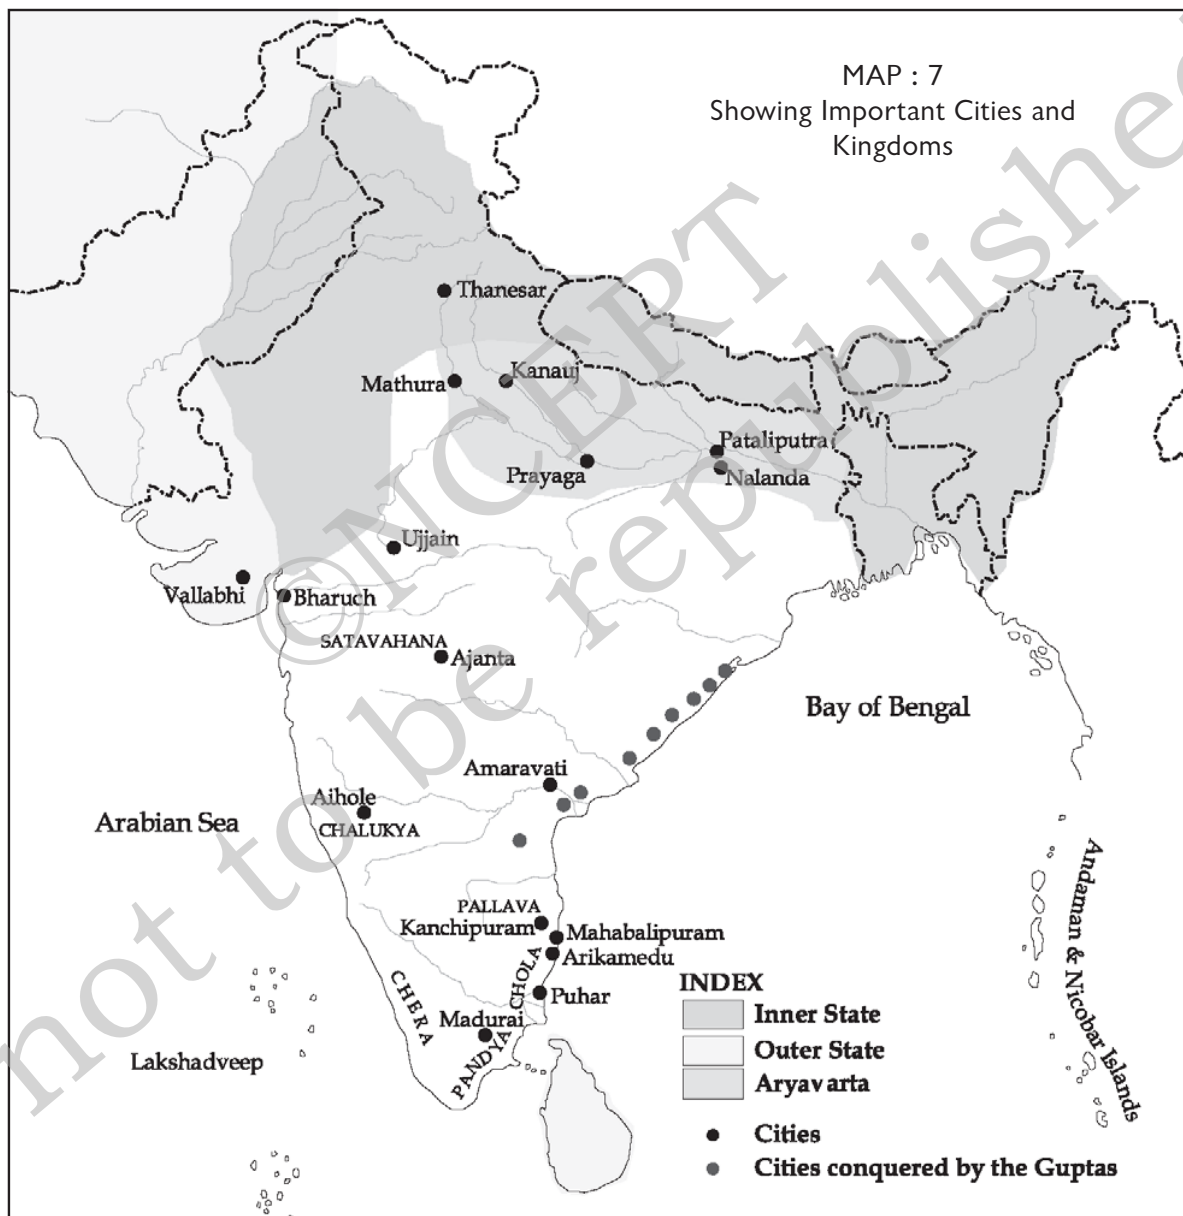 MAP : 7
Showing Important Cities and
Kingdoms
Thanesar
Kanauj
Mathura
Pataliputra
Prayaga
Nalanda
Ujjain
Vallabhi
Bharuch
SATAVAHANA
Ajanta
Bay of Bengal
Amaravati
Aihole
Arabian Sea
CHALUKYA
PALLAVA
Kanchipuram
Mahabalipuram
Arikamedu
CHOLA
CHERA
Puhar
Madurai
PANDYA
Lakshadweep
Andaman & Nicobar Islands
INDEX
Inner State
Outer State
Aryavarta
Cities
Cities conquered by the Guptas
©NCERT
not to be republished